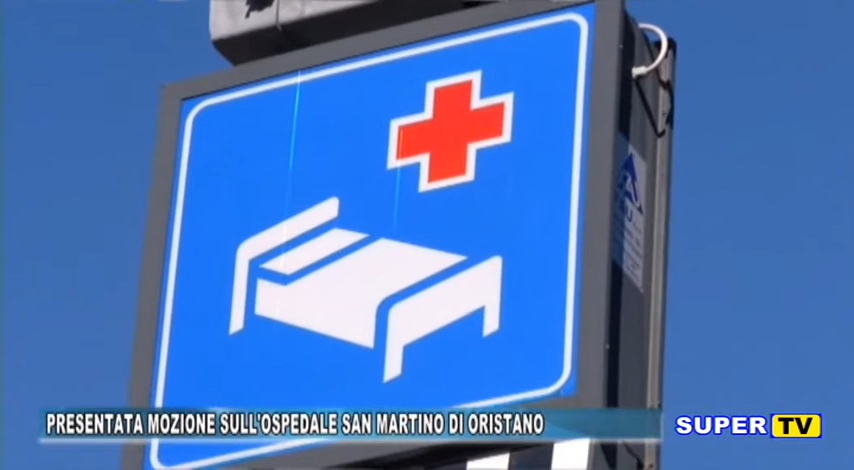 PRESENTATA MOZIONE SULL'OSPEDALE SAN MARTINO DI ORISTANO
SUPER TV